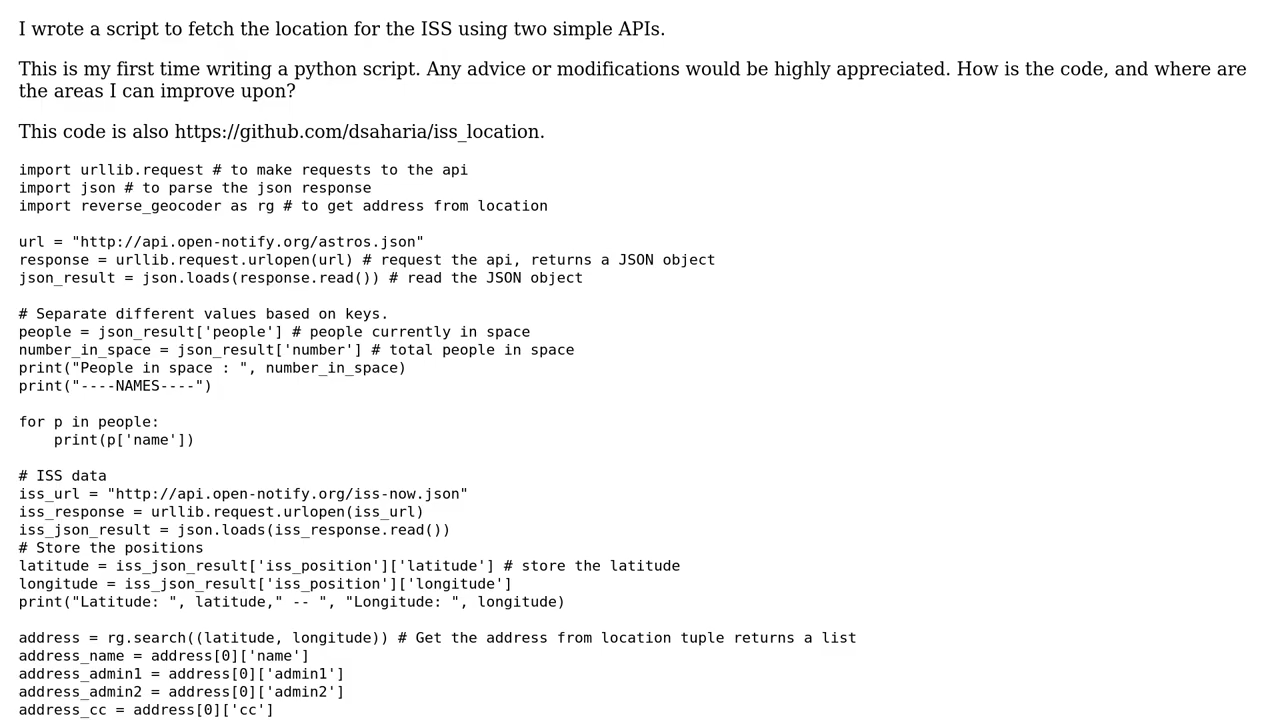 I wrote a script to fetch the location for the ISS using two simple APIs.
This is my first time writing a python script. Any advice or modifications would be highly appreciated. How is the code, and where are
the areas I can improve upon?
This code is also https://github.com/dsaharia/iss_location.
import urllib.request # to make requests to the api
import json # to parse the json response
import reverse_geocoder as rg # to get address from location
url = "http://api.open-notify.org/astros.json"
response = urllib.request.urlopen(url) # request the api, returns a JSON object
json_result = json.loads(response.read()) # read the JSON object
# Separate different values based on keys.
people = json_result['people'] # people currently in space
number_in_space = json_result['number'] # total people in space
print("People in space : ", number_in_space)
print("----NAMES----")
for p in people:
    print(p['name'])
# ISS data
iss_url = "http://api.open-notify.org/iss-now.json"
iss_response = urllib.request.urlopen(iss_url)
iss_json_result = json.loads(iss_response.read())
# Store the positions
latitude = iss_json_result['iss_position']['latitude'] # store the latitude
longitude = iss_json_result['iss_position']['longitude']
print("Latitude: ", latitude," -- ", "Longitude: ", longitude)
address = rg.search((latitude, longitude)) # Get the address from location tuple returns a list
address_name = address[0]['name']
address_admin1 = address[0]['admin1']
address_admin2 = address[0]['admin2']
address_cc = address[0]['cc']